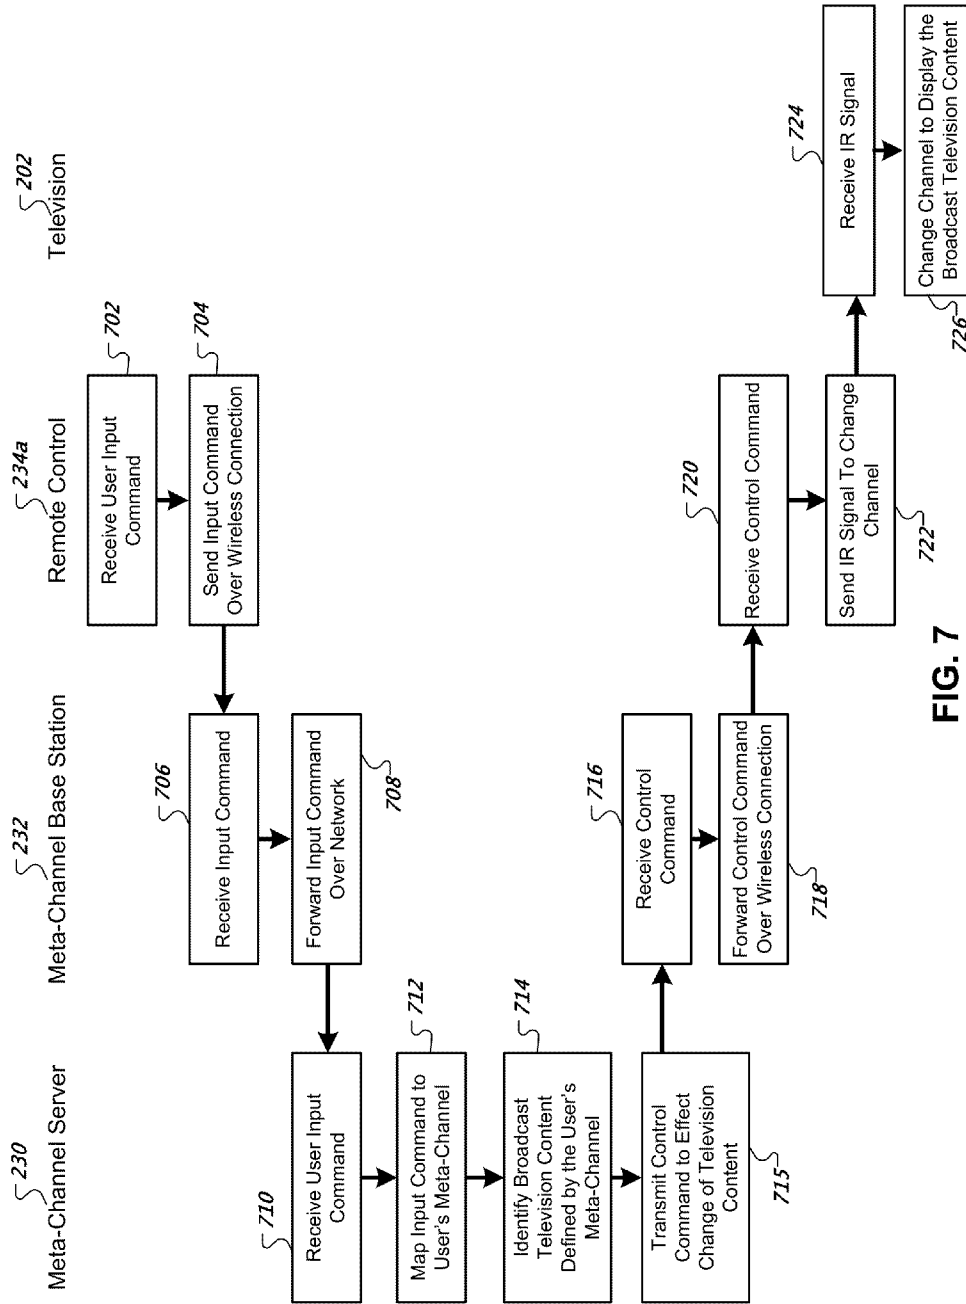 230
Meta-Channel Server
232
Meta-Channel Base Station
234a
Remote Control
202
Television
702
Receive User Input
Command
704
Send Input Command
Over Wireless Connection
706
Receive Input Command
Forward Input Command
Over Network
708
710
Receive User Input
Command
712
Map Input Command to
User's Meta-Channel
714
Identify Broadcast
Television Content
Defined by the User's
Meta-Channel
Transmit Control
Command to Effect
Change of Television
Content
715
716
Receive Control
Command
Forward Control Command
Over Wireless Connection
718
720
Receive Control Command
Send IR Signal To Change
Channel
722
724
Receive IR Signal
Change Channel to Display the
Broadcast Television Content
726
FIG. 7